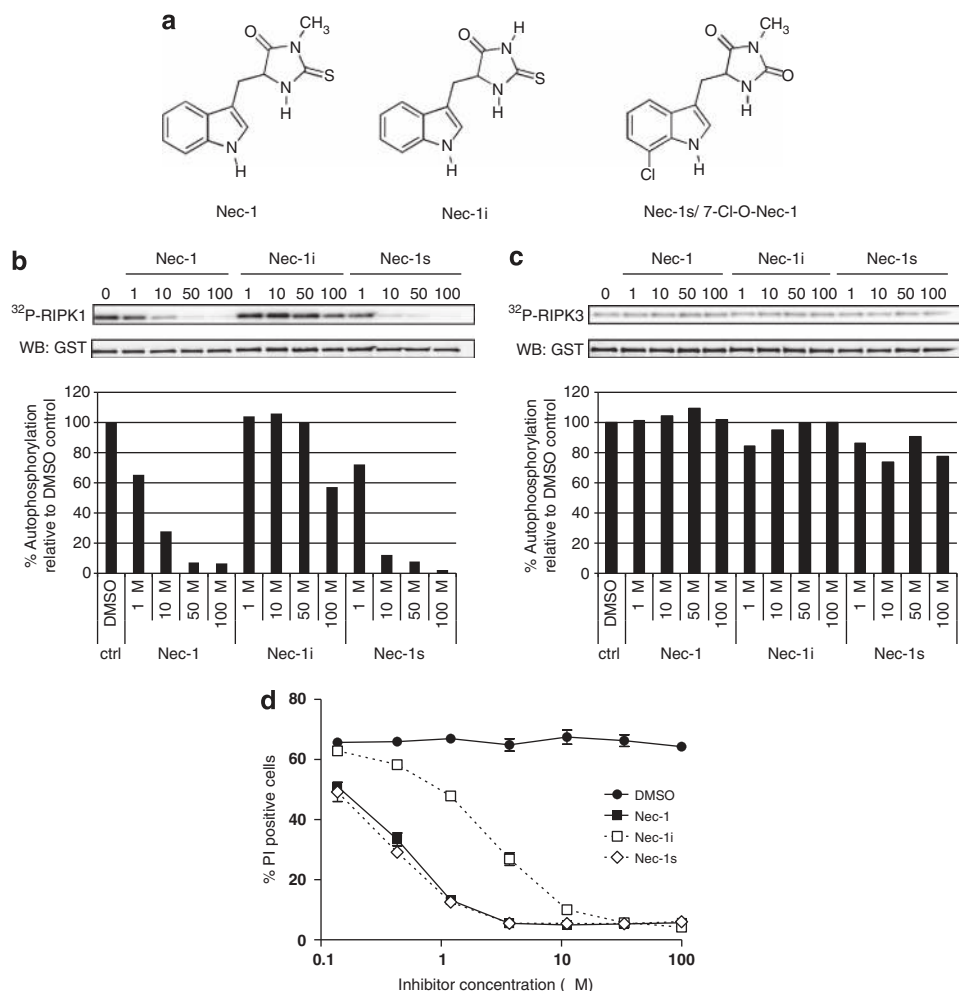 a
O CH3 N S N H N H
Nec-1
O H N S N H N H
Nec-1i
O CH3 N O N H N H Cl
Nec-1s/ 7-Cl-O-Nec-1
b
Nec-1 Nec-1i Nec-1s
0 1 10 50 100 1 10 50 100 1 10 50 100
32P-RIPK1
WB: GST
120
100
80
60
40
20
0
% Autophosphorylation
relative to DMSO control
DMSO 1 M 10 M 50 M 100 M 1 M 10 M 50 M 100 M 1 M 10 M 50 M 100 M
ctrl Nec-1 Nec-1i Nec-1s
c
Nec-1 Nec-1i Nec-1s
0 1 10 50 100 1 10 50 100 1 10 50 100
32P-RIPK3
WB: GST
120
100
80
60
40
20
0
% Autophoosphorylation
relative to DMSO control
DMSO 1 M 10 M 50 M 100 M 1 M 10 M 50 M 100 M 1 M 10 M 50 M 100 M
ctrl Nec-1 Nec-1i Nec-1s
d
80
60
40
20
0
% PI positive cells
DMSO
Nec-1
Nec-1i
Nec-1s
0.1 1 10 100
Inhibitor concentration ( M)